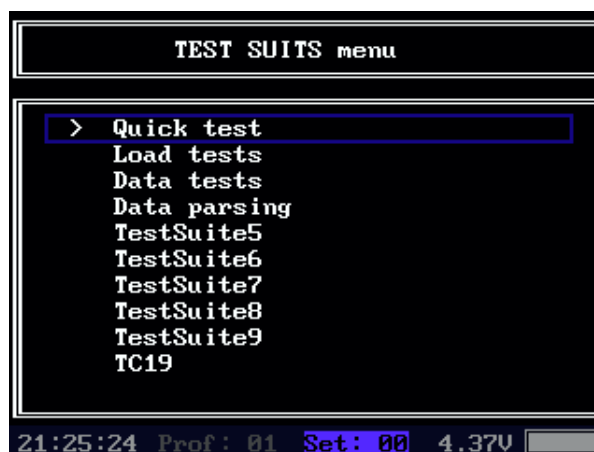 TEST SUITS menu
> Quick test
Load tests
Data tests
Data parsing
TestSuite5
TestSuite6
TestSuite7
TestSuite8
TestSuite9
TC19
21:25:24 Prof: 01 Set: 00 4.37V